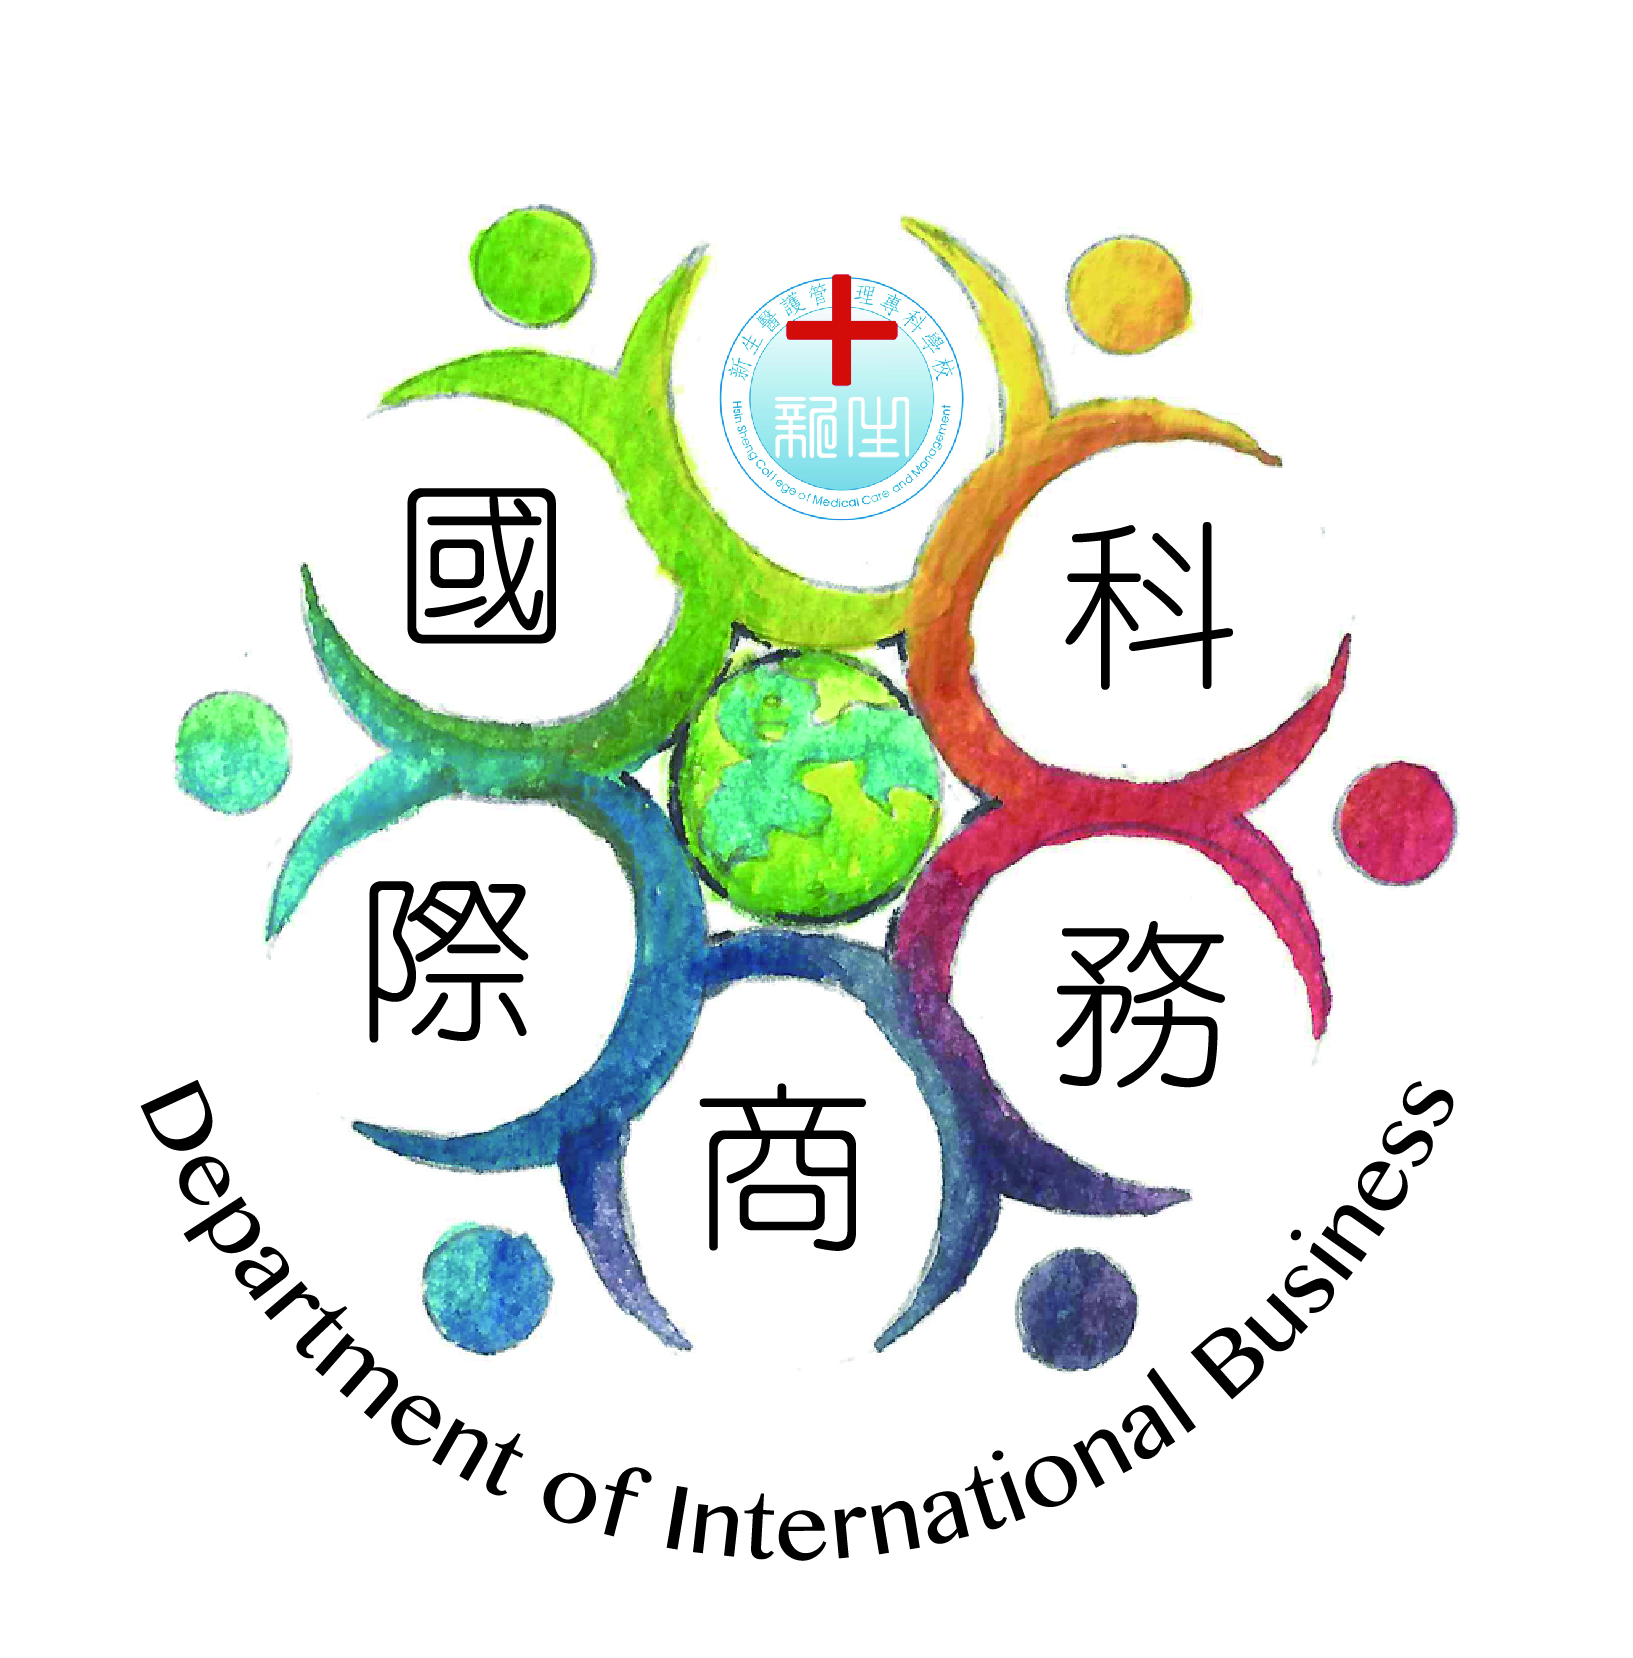 新生醫護管理專科學校
新生
Hsin Sheng College of Medical Care and Management
國際商務科
Department of International Business